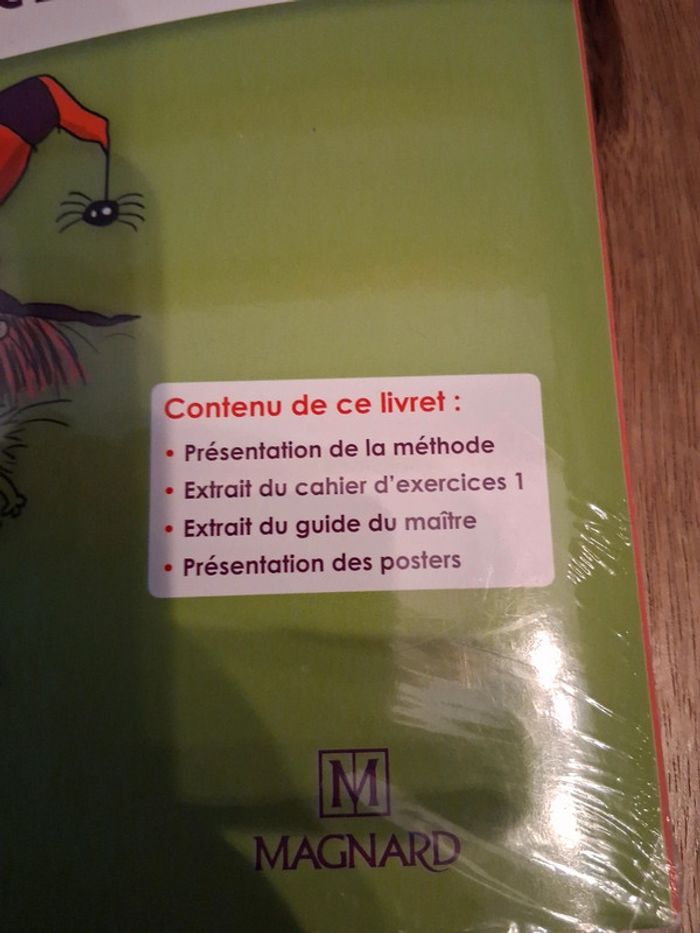 Contenu de ce livret :
• Présentation de la méthode
• Extrait du cahier d'exercices 1
• Extrait du guide du maître
• Présentation des posters
M
MAGNARD